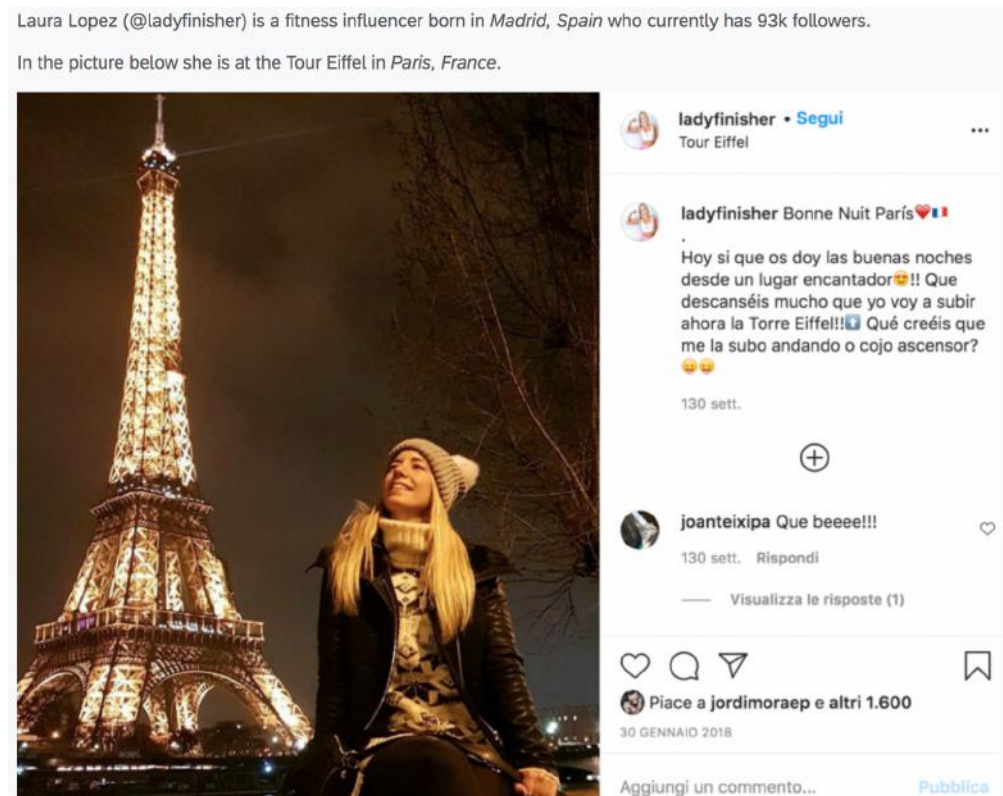 Laura Lopez (@ladyfinisher) is a fitness influencer born in Madrid, Spain who currently has 93k followers.
In the picture below she is at the Tour Eiffel in Paris, France.
ladyfinisher • Segui
Tour Eiffel
ladyfinisher Bonne Nuit París❤️🇫🇷
.
Hoy si que os doy las buenas noches
desde un lugar encantador😍!! Que
descanséis mucho que yo voy a subir
ahora la Torre Eiffel!!⬆️ Qué creéis que
me la subo andando o cojo ascensor?
😝😝
130 sett.
joanteixipa Que beeee!!!
130 sett. Rispondi
Visualizza le risposte (1)
Piace a jordimoraep e altri 1.600
30 GENNAIO 2018
Aggiungi un commento...
Pubblica